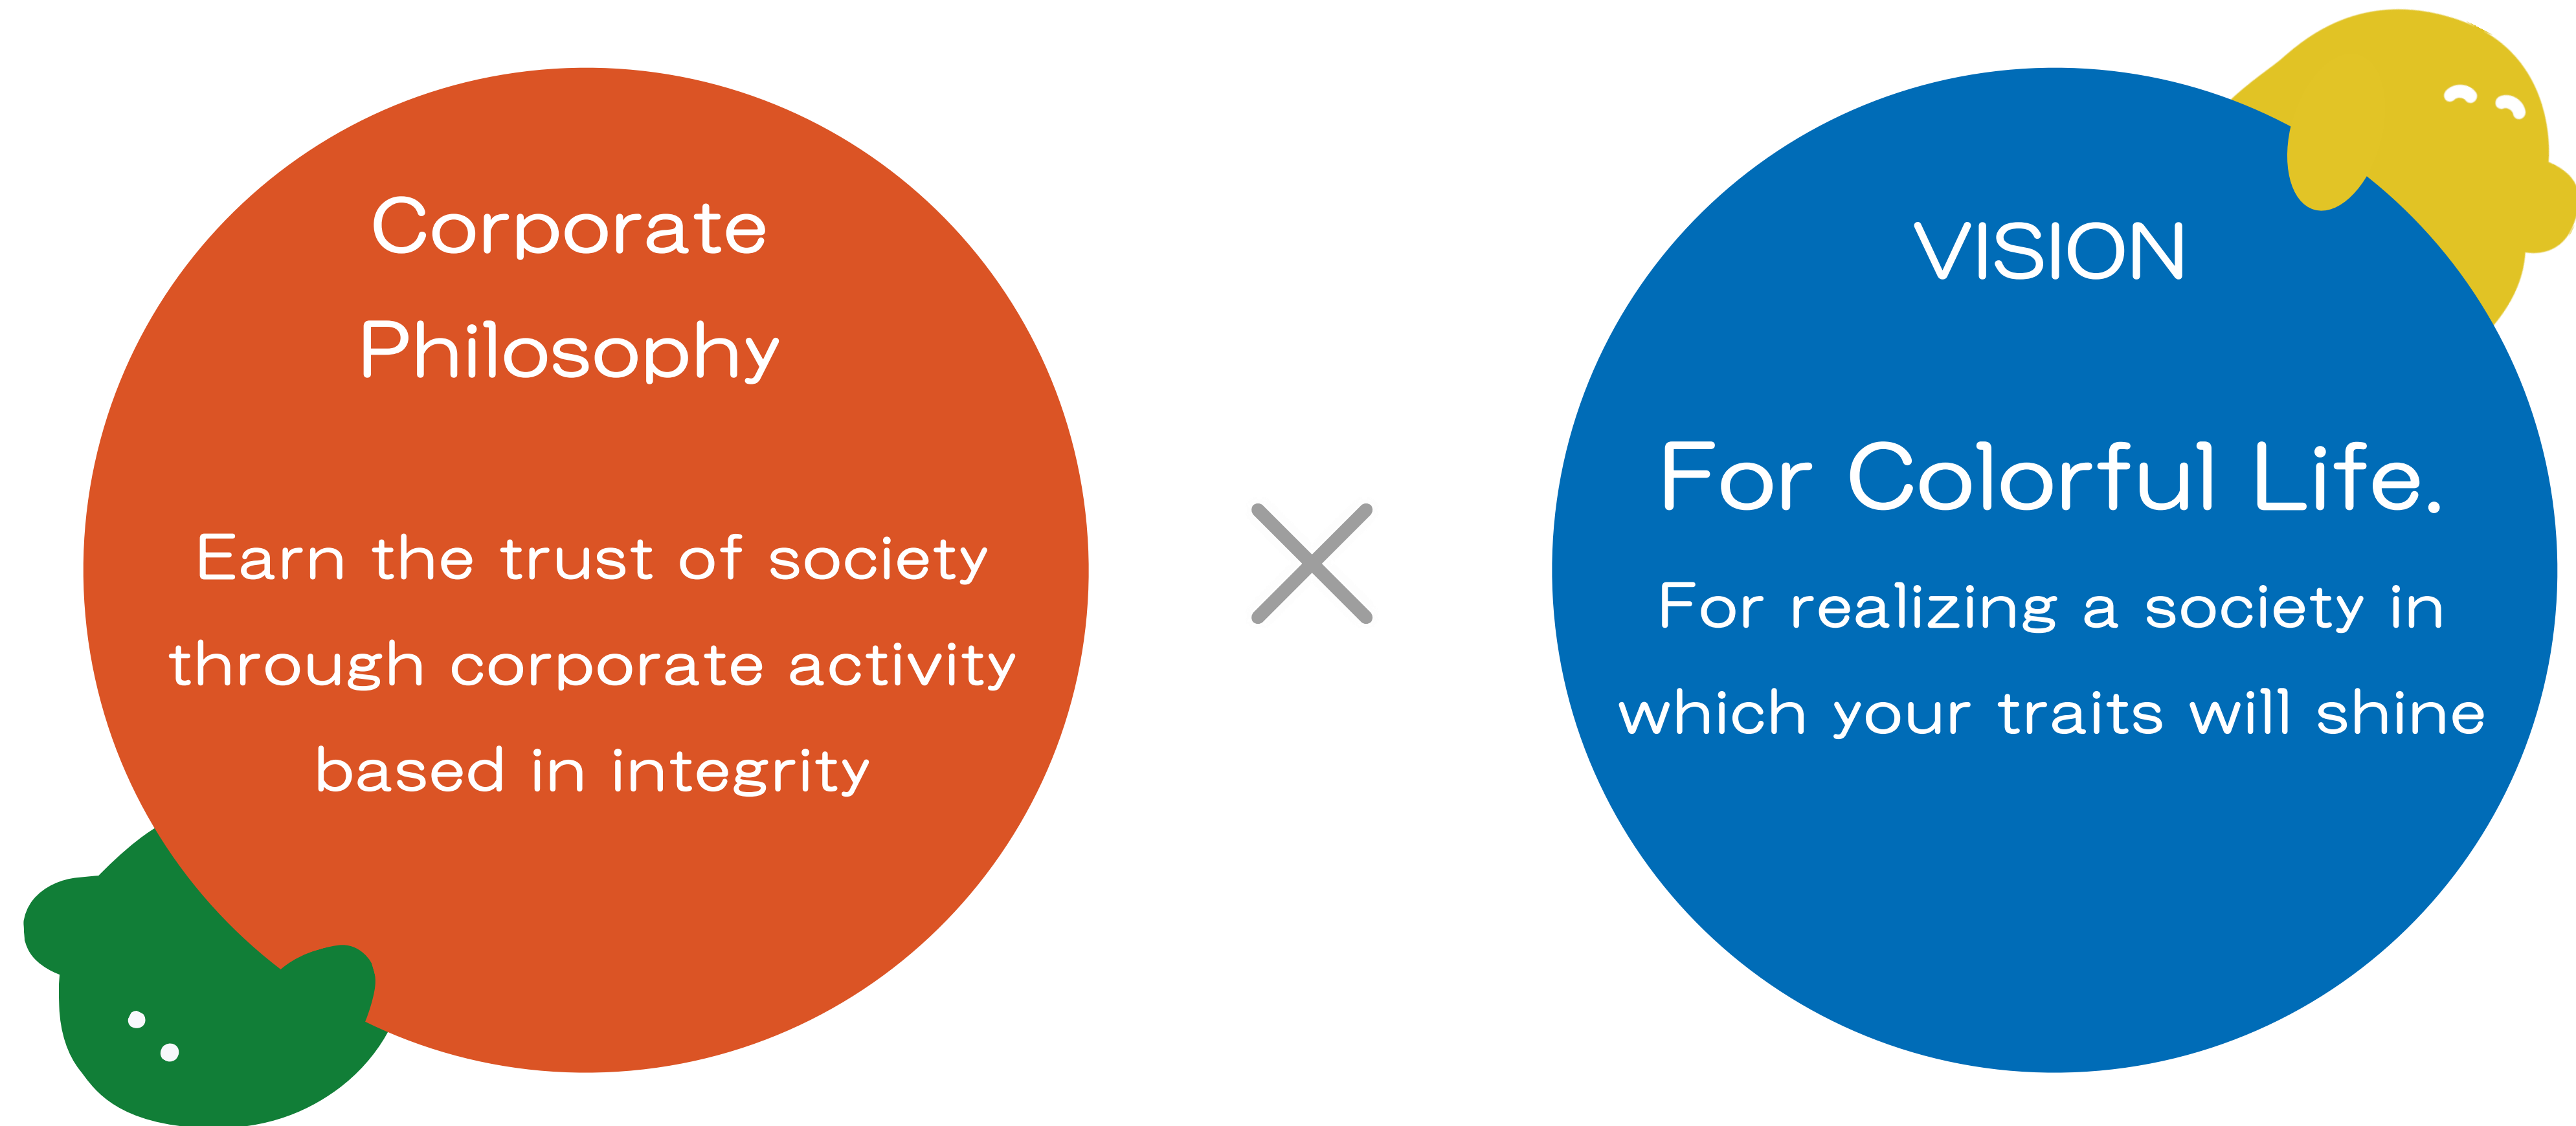 Corporate
Philosophy
Earn the trust of society
through corporate activity
based in integrity
×
VISION
For Colorful Life.
For realizing a society in
which your traits will shine